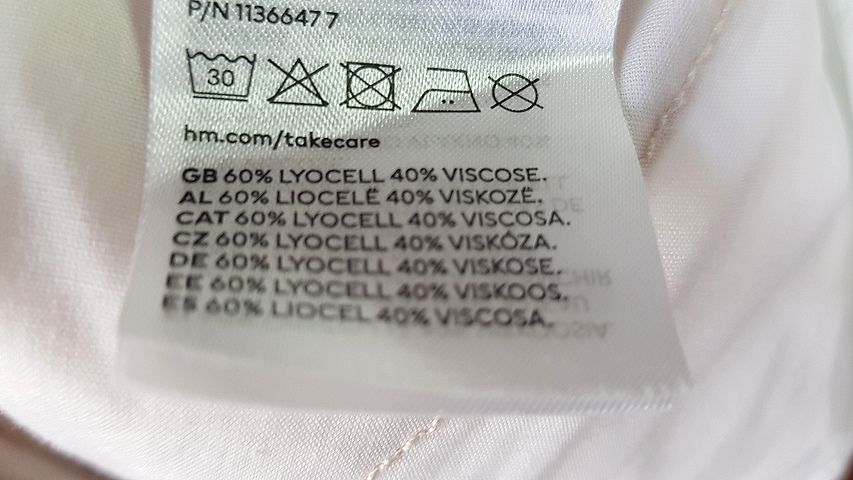 P/N 1136647 7
30
hm.com/takecare
GB 60% LYOCELL 40% VISCOSE.
AL 60% LIOCELË 40% VISKOZË.
CAT 60% LYOCELL 40% VISCOSA.
CZ 60% LYOCELL 40% VISKÓZA.
DE 60% LYOCELL 40% VISKOSE.
EE 60% LYOCELL 40% VISKOOS.
ES 60% LIOCEL 40% VISCOSA.